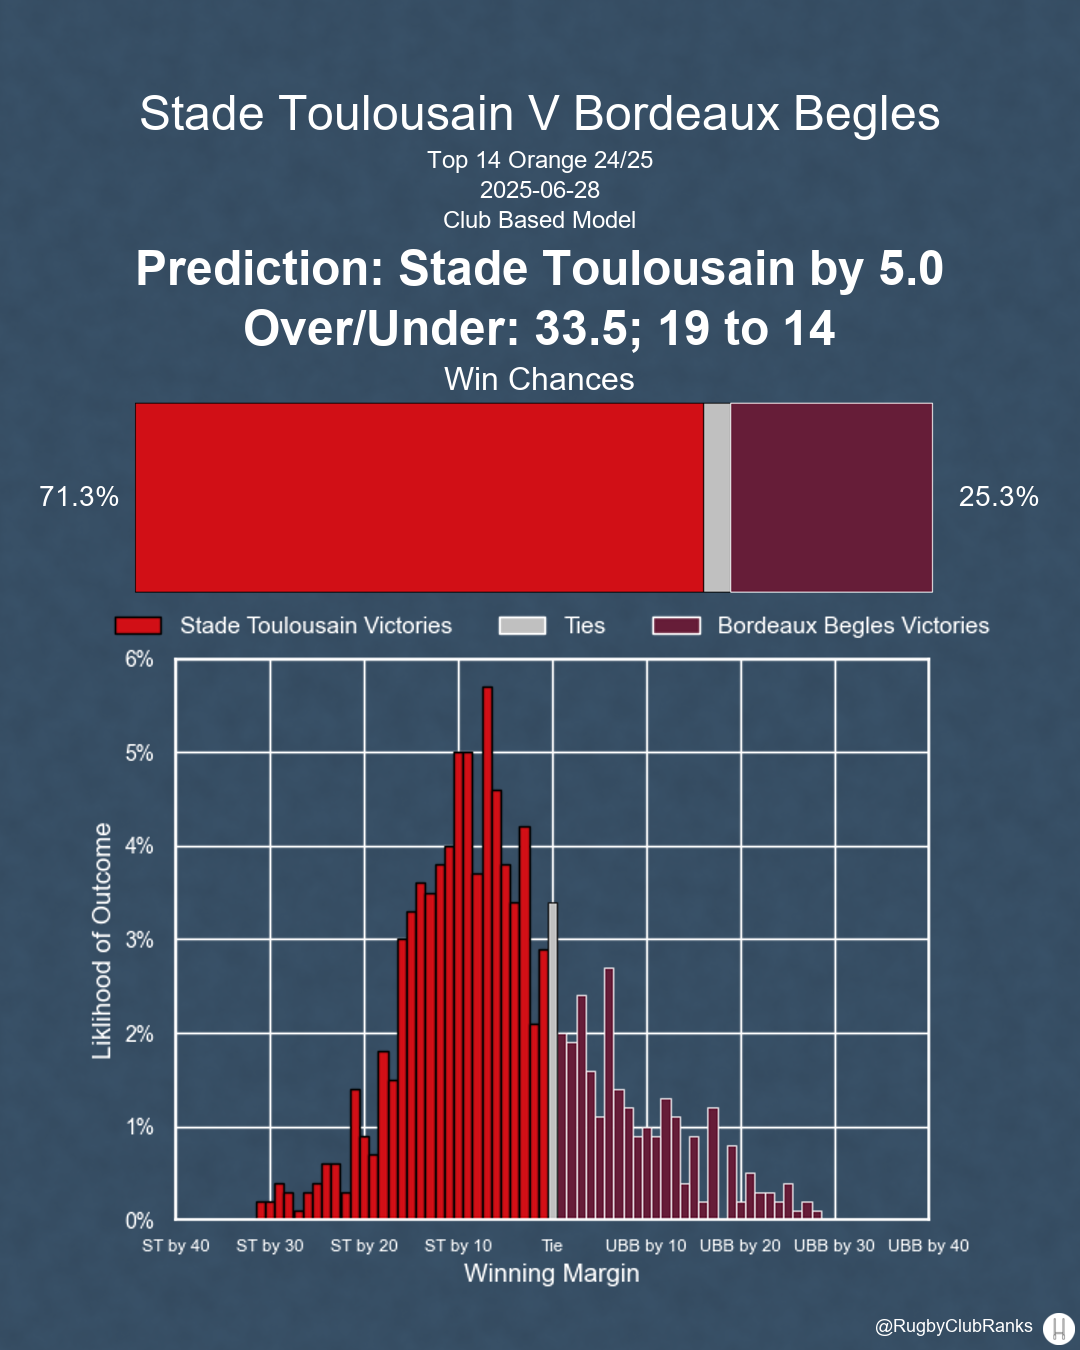 Stade Toulousain V Bordeaux Begles
Top 14 Orange 24/25
2025-06-28
Club Based Model
Prediction: Stade Toulousain by 5.0
Over/Under: 33.5; 19 to 14
Win Chances
71.3%
25.3%
Stade Toulousain Victories
Ties
Bordeaux Begles Victories
6%
5%
4%
3%
2%
1%
0%
Liklihood of Outcome
ST by 40
ST by 30
ST by 20
ST by 10
Tie
UBB by 10
UBB by 20
UBB by 30
UBB by 40
Winning Margin
@RugbyClubRanks